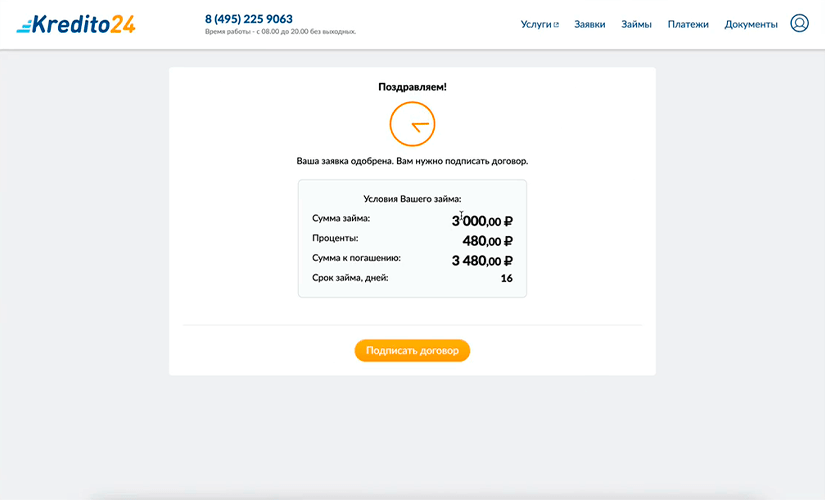 Kredito24
8 (495) 225 9063
Время работы - с 08.00 до 20.00 без выходных.
Услуги Заявки Займы Платежи Документы
Поздравляем!
Ваша заявка одобрена. Вам нужно подписать договор.
Условия Вашего займа:
Сумма займа: 3 000,00 ₽
Проценты: 480,00 ₽
Сумма к погашению: 3 480,00 ₽
Срок займа, дней: 16
Подписать договор